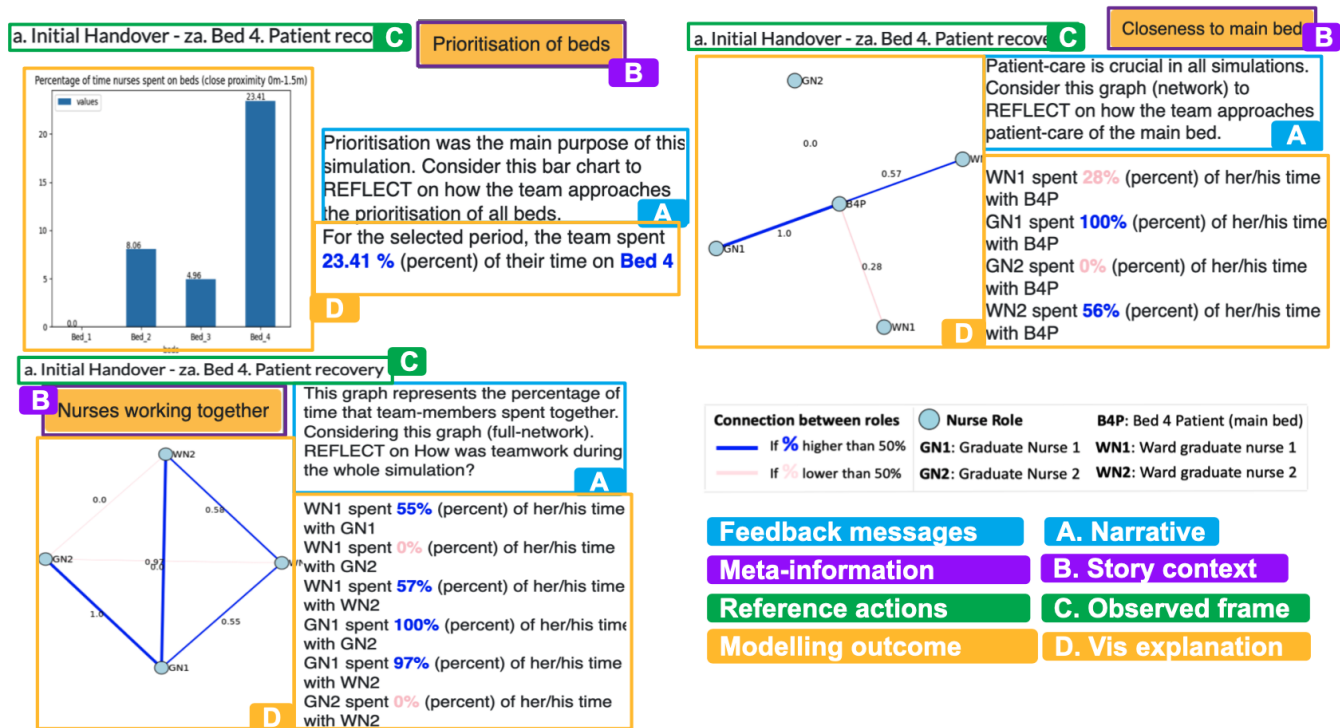 a. Initial Handover - za. Bed 4. Patient reco
C
Prioritisation of beds
B
Percentage of time nurses spent on beds (close proximity 0m-1.5m)
values
23.41
20
15
10
8.06
5
4.96
0
0.0
Bed_1
Bed_2
Bed_3
Bed_4
Prioritisation was the main purpose of this
simulation. Consider this bar chart to
REFLECT on how the team approaches
the prioritisation of all beds.
A
For the selected period, the team spent
23.41 % (percent) of their time on Bed 4
D
a. Initial Handover - za. Bed 4. Patient recove
C
Closeness to main bed
B
GN2
0.0
WN
0.57
B4P
1.0
GN1
0.28
WN1
D
Patient-care is crucial in all simulations.
Consider this graph (network) to
REFLECT on how the team approaches
patient-care of the main bed.
A
WN1 spent 28% (percent) of her/his time
with B4P
GN1 spent 100% (percent) of her/his time
with B4P
GN2 spent 0% (percent) of her/his time
with B4P
WN2 spent 56% (percent) of her/his time
with B4P
a. Initial Handover - za. Bed 4. Patient recovery
C
B
Nurses working together
WN2
0.0
0.58
GN2
0.97
0.0
1.0
0.55
GN1
D
This graph represents the percentage of
time that team-members spent together.
Considering this graph (full-network).
REFLECT on How was teamwork during
the whole simulation?
A
WN1 spent 55% (percent) of her/his time
with GN1
WN1 spent 0% (percent) of her/his time
with GN2
WN1 spent 57% (percent) of her/his time
with WN2
GN1 spent 100% (percent) of her/his time
with GN2
GN1 spent 97% (percent) of her/his time
with WN2
GN2 spent 0% (percent) of her/his time
with WN2
Connection between roles
If % higher than 50%
If % lower than 50%
Nurse Role
GN1: Graduate Nurse 1
GN2: Graduate Nurse 2
B4P: Bed 4 Patient (main bed)
WN1: Ward graduate nurse 1
WN2: Ward graduate nurse 2
Feedback messages
A. Narrative
Meta-information
B. Story context
Reference actions
C. Observed frame
Modelling outcome
D. Vis explanation